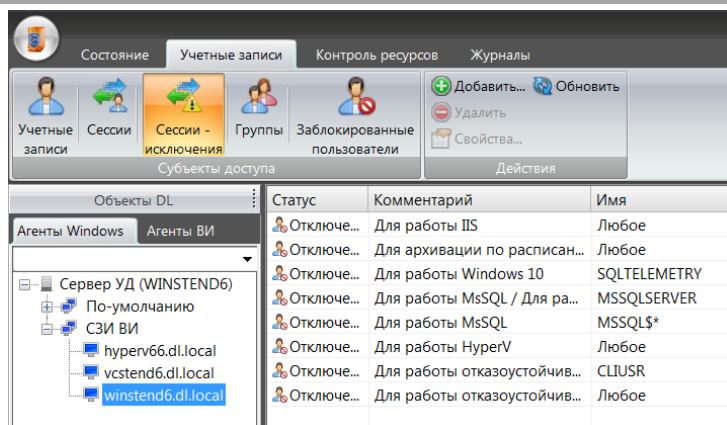 Состояние Учетные записи Контроль ресурсов Журналы
Учетные записи
Сессии
Сессии - исключения
Группы
Заблокированные пользователи
Субъекты доступа
Добавить... Обновить
Удалить
Свойства...
Действия
Объекты DL
Агенты Windows Агенты ВИ
Сервер УД (WINSTEND6)
По-умолчанию
СЗИ ВИ
hyperv66.dl.local
vcstend6.dl.local
winstend6.dl.local
Статус Комментарий Имя
Отключе... Для работы IIS Любое
Отключе... Для архивации по расписан... Любое
Отключе... Для работы Windows 10 SQLTELEMETRY
Отключе... Для работы MsSQL / Для ра... MSSQLSERVER
Отключе... Для работы MsSQL MSSQL$*
Отключе... Для работы HyperV Любое
Отключе... Для работы отказоустойчив... CLIUSR
Отключе... Для работы отказоустойчив... Любое